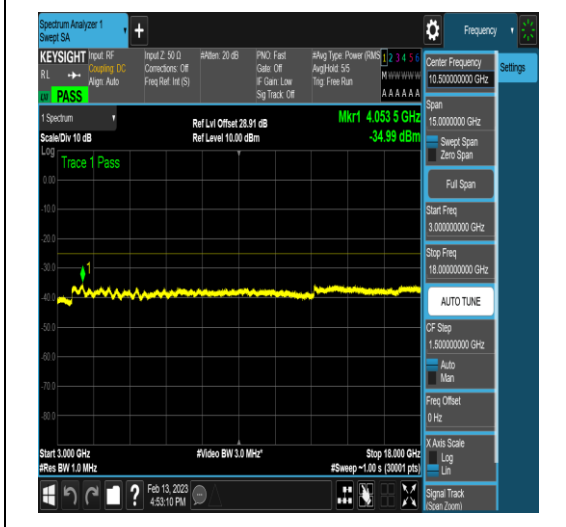 Spectrum Analyzer 1
Swept SA
+
Frequency
KEYSIGHT
RL
PASS
Input: RF
Coupling: DC
Align: Auto
Input Z: 50 Ω
Corrections: Off
Freq Ref: Int (S)
#Atten: 20 dB
PNO: Fast
Gate: Off
IF Gain: Low
Sig Track: Off
#Avg Type: Power (RMS
Avg|Hold: 5/5
Trig: Free Run
1 2 3 4 5 6
M W W W W W
A A A A A A
1 Spectrum
Scale/Div 10 dB
Ref Lvl Offset 28.91 dB
Ref Level 10.00 dBm
Mkr1 4.053 5 GHz
-34.99 dBm
Log
Trace 1 Pass
0.00
-10.0
-20.0
-30.0
-40.0
-50.0
-60.0
-70.0
-80.0
1
Start 3.000 GHz
#Res BW 1.0 MHz
#Video BW 3.0 MHz*
Stop 18.000 GHz
#Sweep ~1.00 s (30001 pts)
Feb 13, 2023
4:53:10 PM
Center Frequency
10.500000000 GHz
Span
15.0000000 GHz
Swept Span
Zero Span
Full Span
Start Freq
3.000000000 GHz
Stop Freq
18.000000000 GHz
AUTO TUNE
CF Step
1.500000000 GHz
Auto
Man
Freq Offset
0 Hz
X Axis Scale
Log
Lin
Signal Track
(Span Zoom)
Settings